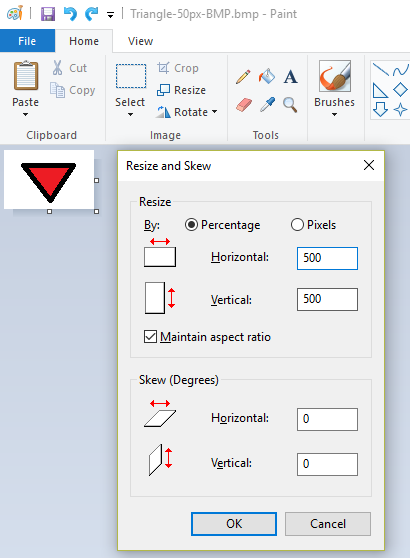 Triangle-50px-BMP.bmp - Paint
File Home View
Paste Cut Copy
Clipboard
Select Crop Resize Rotate
Image
Tools
Brushes
Resize and Skew
Resize
By: Percentage Pixels
Horizontal: 500
Vertical: 500
Maintain aspect ratio
Skew (Degrees)
Horizontal: 0
Vertical: 0
OK Cancel